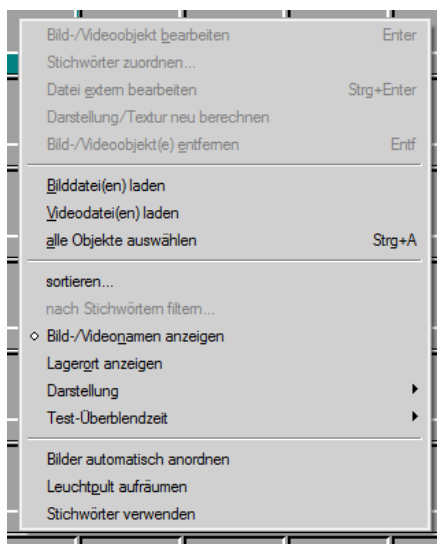 Bild-/Videoobjekt bearbeiten Enter
Stichwörter zuordnen...
Datei extern bearbeiten Strg+Enter
Darstellung/Textur neu berechnen
Bild-/Videoobjekt(e) entfernen Entf
Bilddatei(en) laden
Videodatei(en) laden
alle Objekte auswählen Strg+A
sortieren...
nach Stichwörtern filtern...
Bild-/Videonamen anzeigen
Lagerort anzeigen
Darstellung
Test-Überblendzeit
Bilder automatisch anordnen
Leuchtpult aufräumen
Stichwörter verwenden